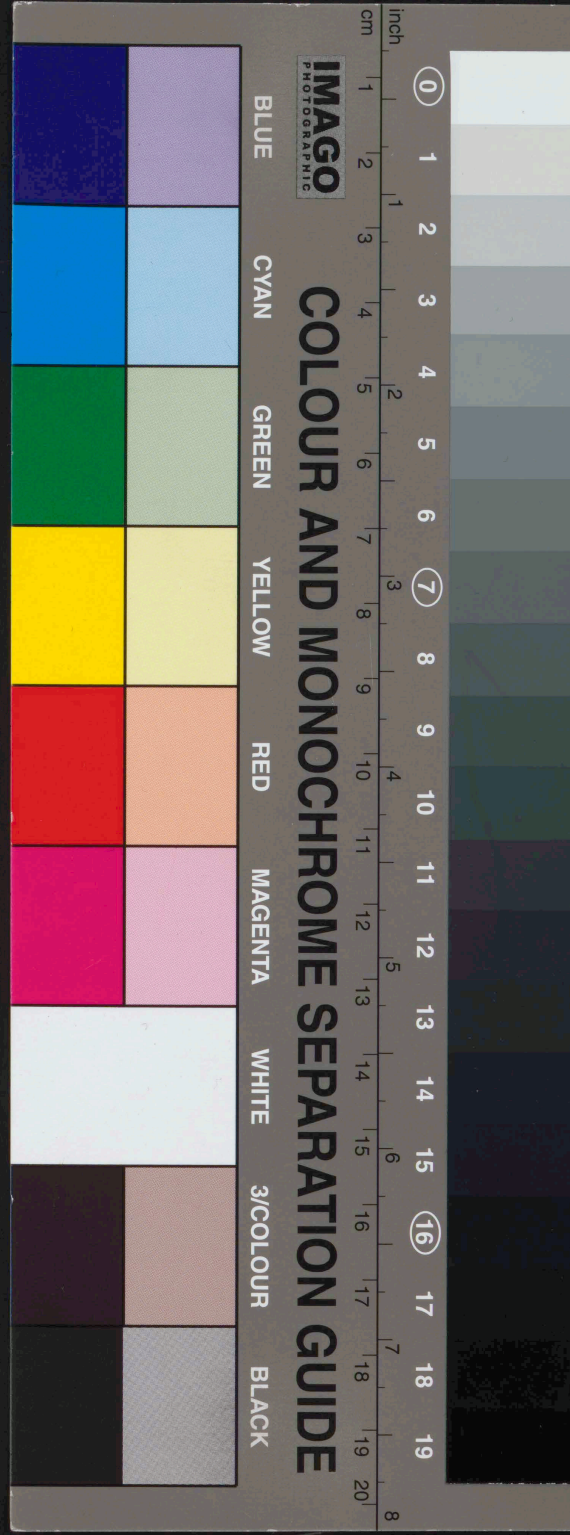 BLUE
CYAN
GREEN
YELLOW
RED
MAGENTA
WHITE
3/COLOUR
BLACK
IMAGO
PHOTOGRAPHIC
COLOUR AND MONOCHROME SEPARATION GUIDE
cm 1 2 3 4 5 6 7 8 9 10 11 12 13 14 15 16 17 18 19 20
inch 1 2 3 4 5 6 7 8
0 1 2 3 4 5 6 7 8 9 10 11 12 13 14 15 16 17 18 19